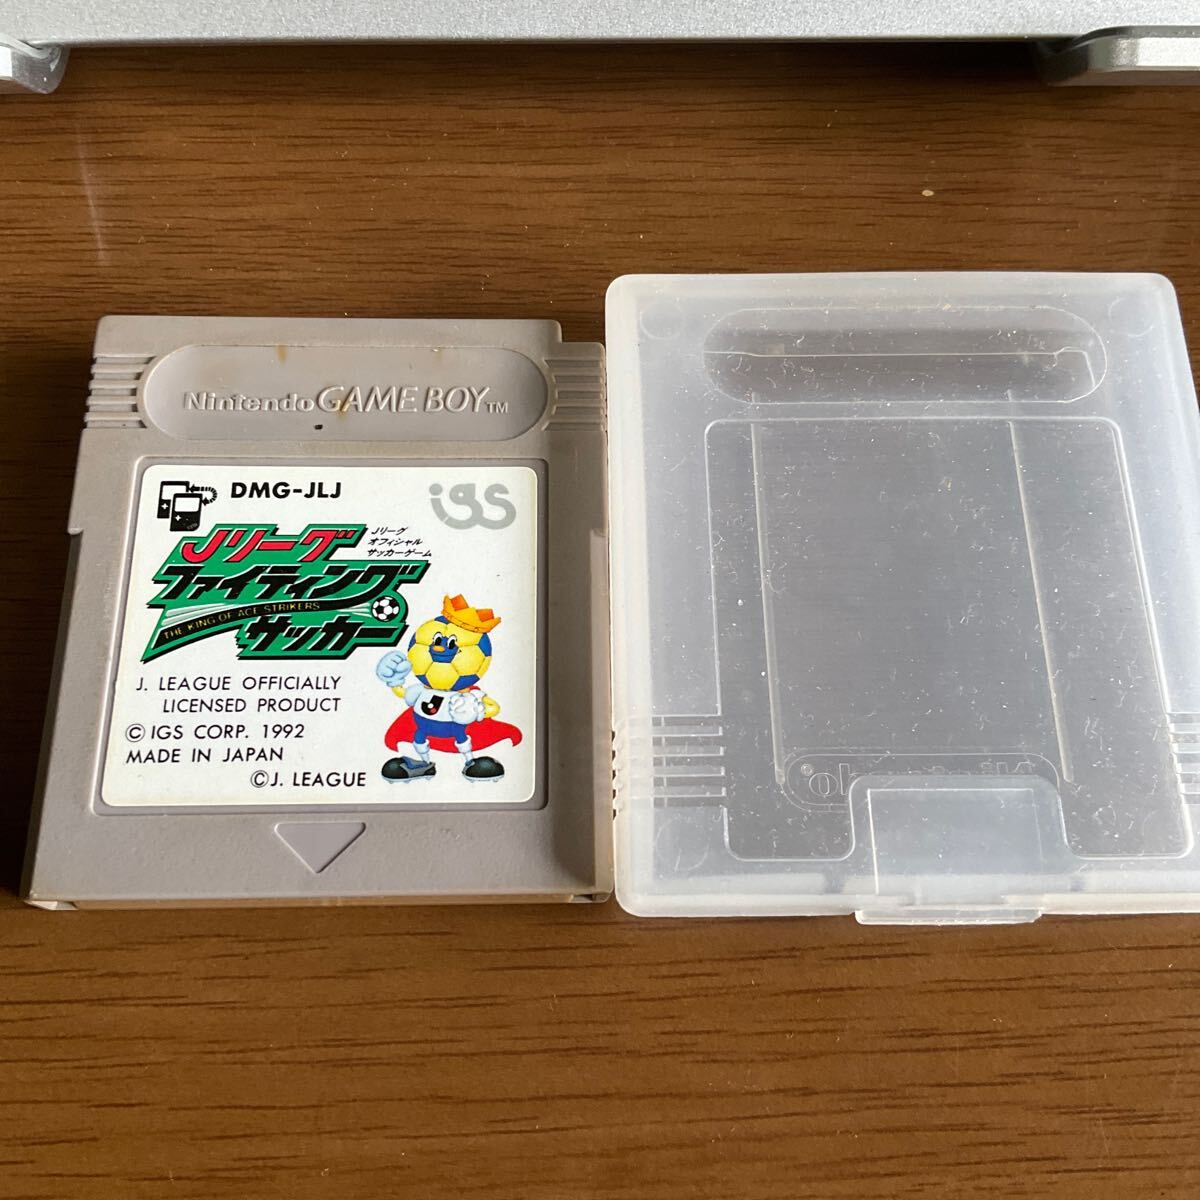 Nintendo GAME BOY TM
DMG-JLJ
igs
Jリーグ
ファイティング
サッカー
THE KING OF ACE STRIKERS
Jリーグ
オフィシャル
サッカーゲーム
J. LEAGUE OFFICIALLY
LICENSED PRODUCT
© IGS CORP. 1992
MADE IN JAPAN
© J. LEAGUE